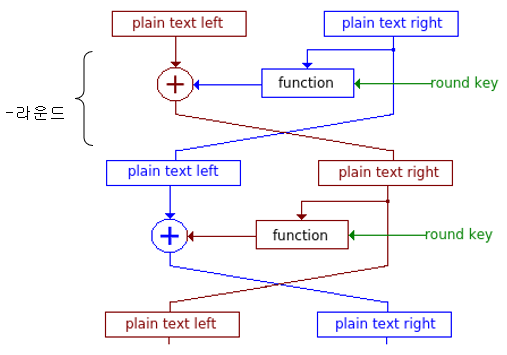 plain text left
plain text right
function
round key
-라운드
plain text left
plain text right
function
round key
plain text left
plain text right